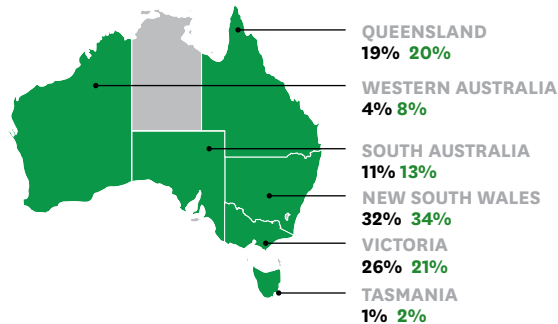 QUEENSLAND
19% 20%
WESTERN AUSTRALIA
4% 8%
SOUTH AUSTRALIA
11% 13%
NEW SOUTH WALES
32% 34%
VICTORIA
26% 21%
TASMANIA
1% 2%